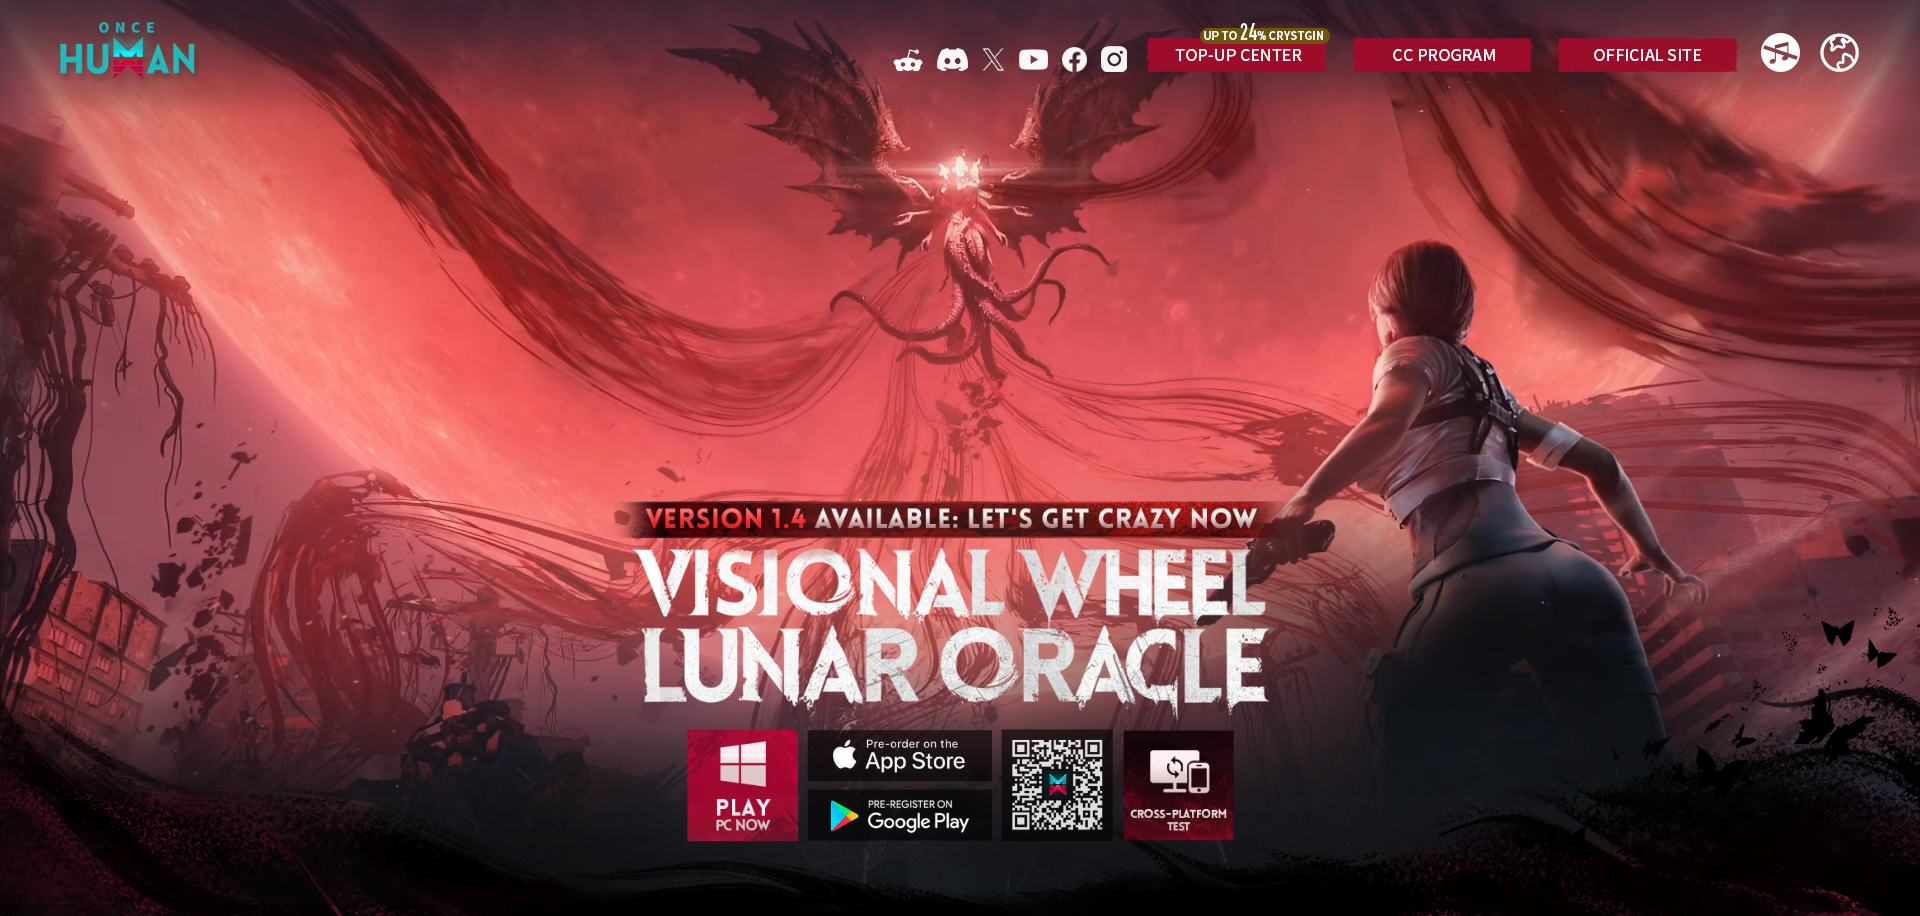 ONCE
HUMAN
UP TO 24% CRYSTGIN
TOP-UP CENTER
CC PROGRAM
OFFICIAL SITE
VERSION 1.4 AVAILABLE: LET'S GET CRAZY NOW
VISIONAL WHEEL
LUNAR ORACLE
PLAY
PC NOW
Pre-order on the
App Store
PRE-REGISTER ON
Google Play
CROSS-PLATFORM
TEST